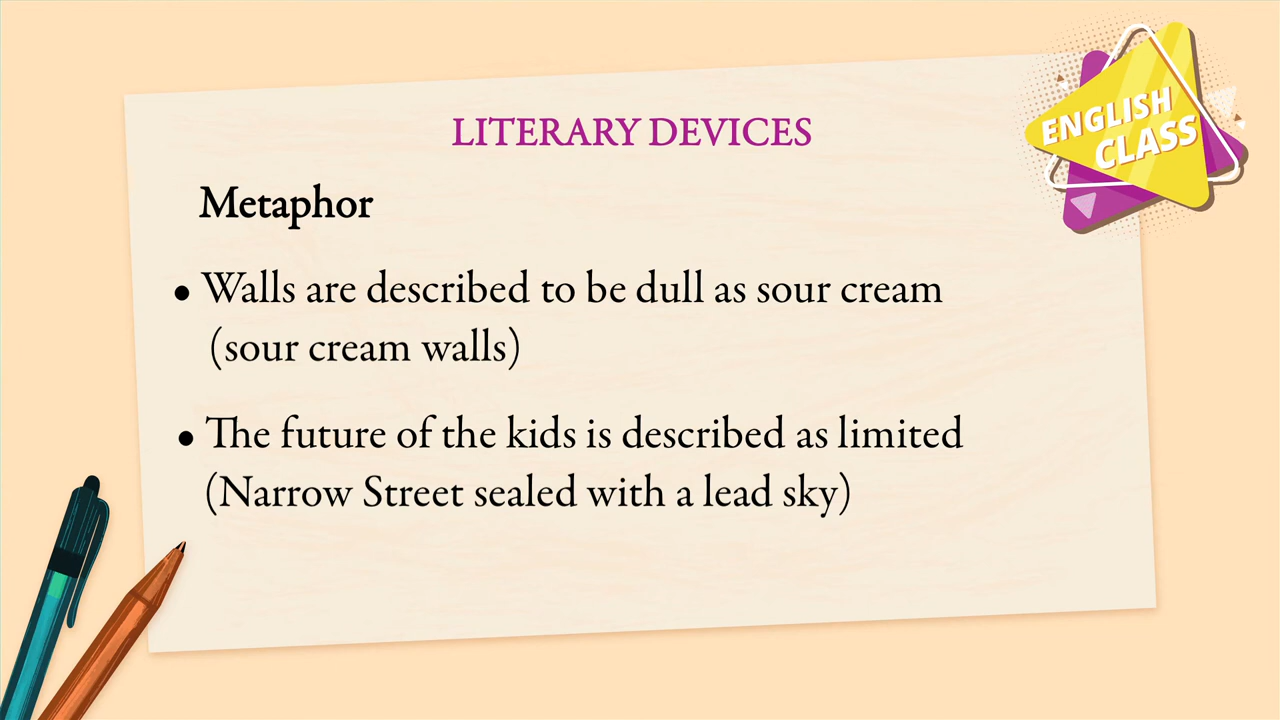 ENGLISH
CLASS
LITERARY DEVICES
Metaphor
• Walls are described to be dull as sour cream
(sour cream walls)
• The future of the kids is described as limited
(Narrow Street sealed with a lead sky)